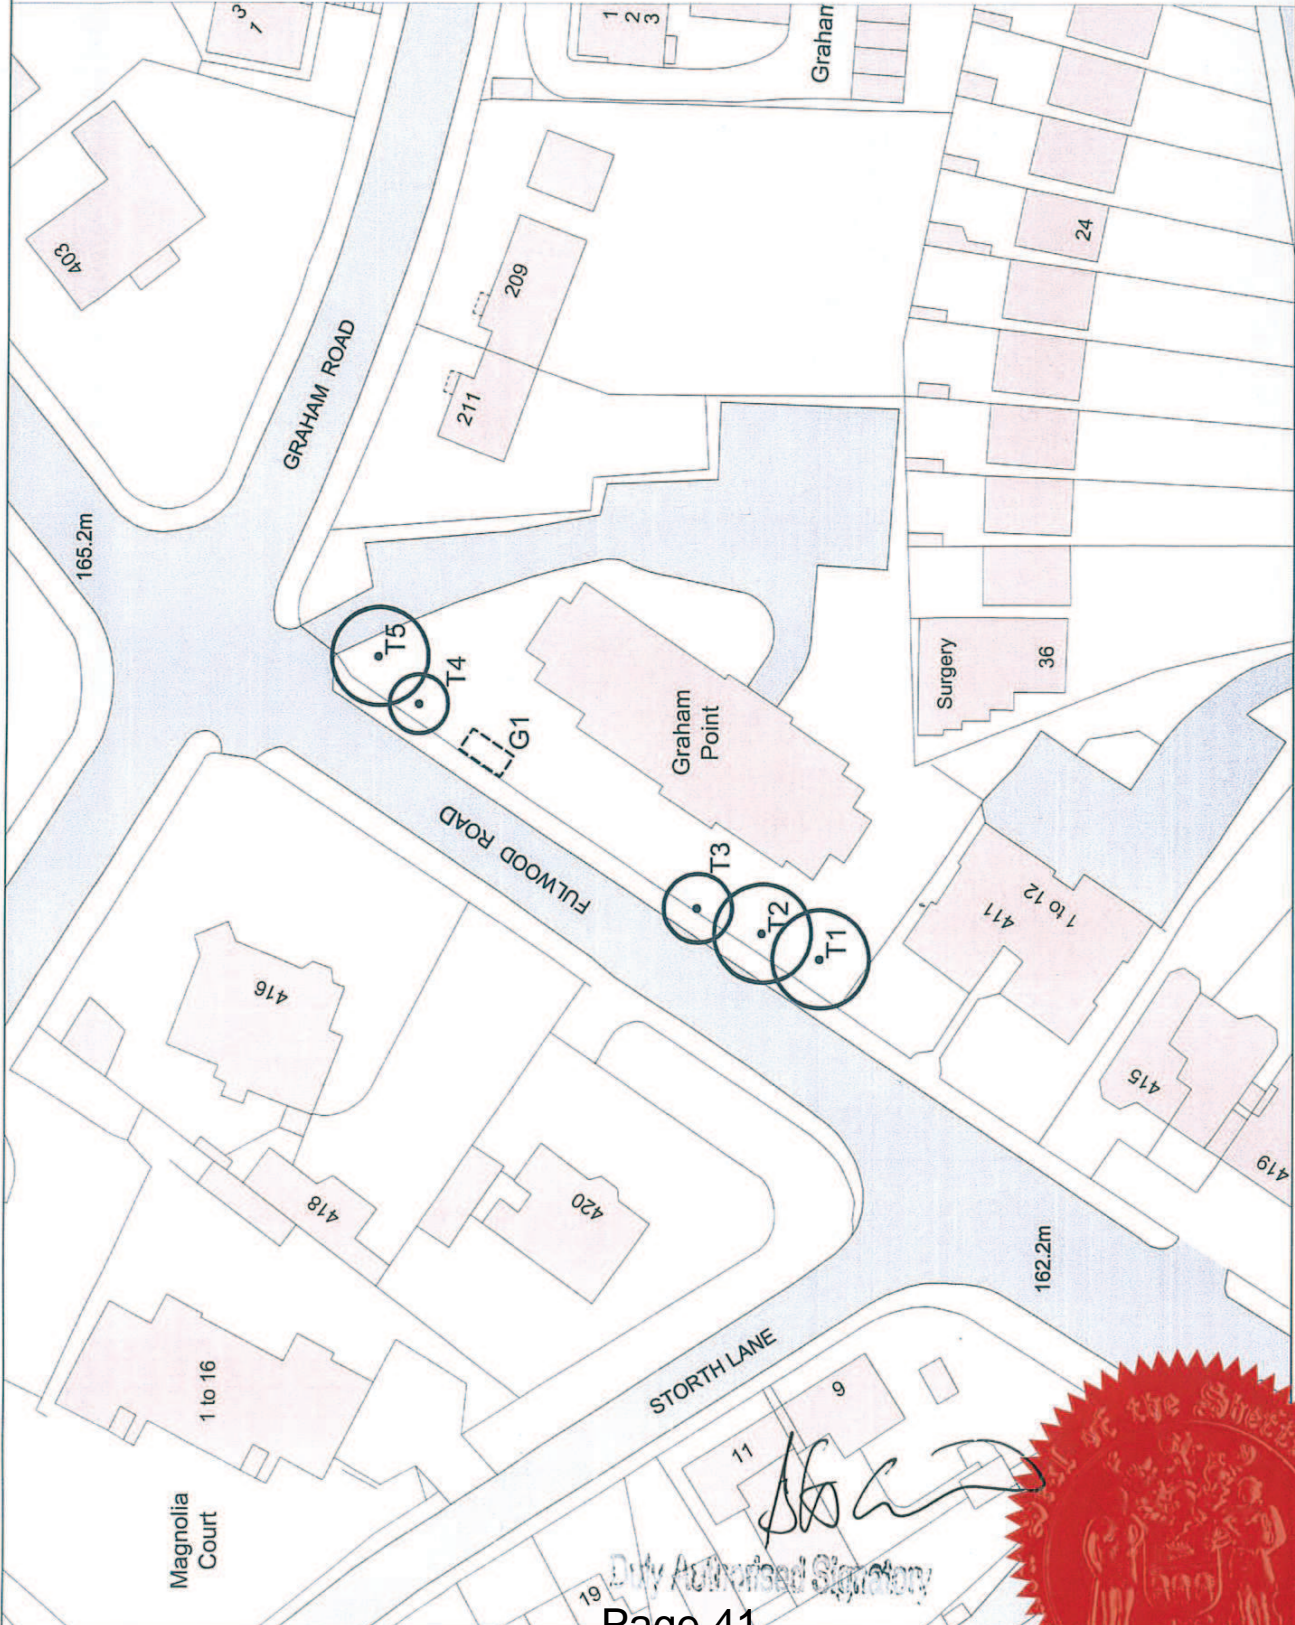 3
1
1
2
3
Graham
403
209
24
211
GRAHAM ROAD
165.2m
T5
T4
G1
Surgery
36
Graham
Point
FULWOOD ROAD
T3
T2
T1
411
1 to 12
416
415
419
418
420
162.2m
STORTH LANE
1 to 16
9
11
Magnolia
Court
19
Duly Authorised Signatory
of the
Page 41